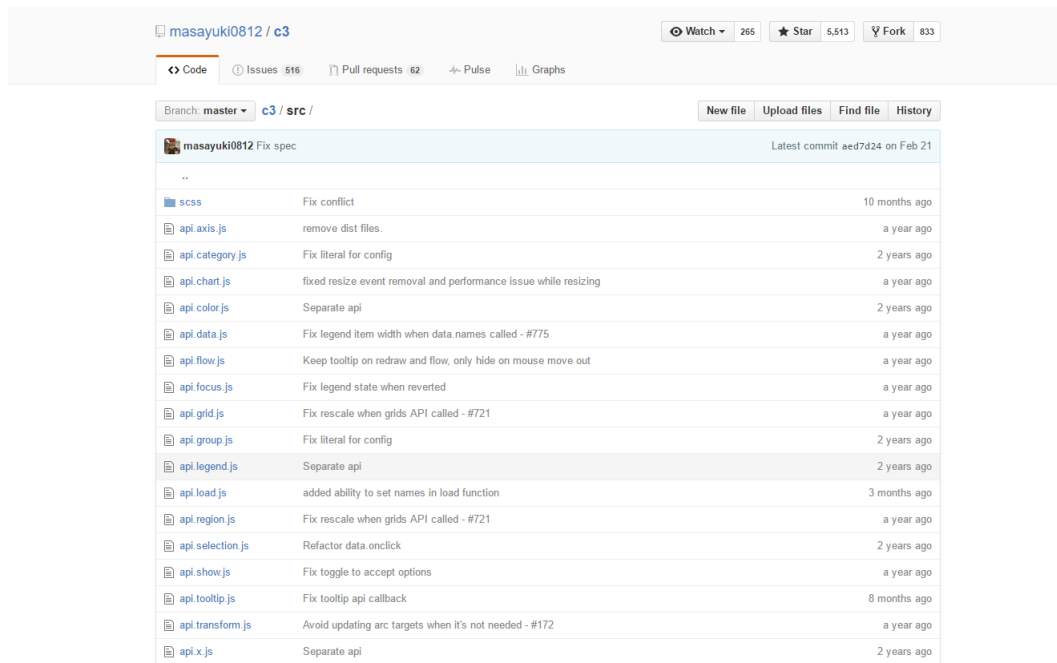 masayuki0812 / c3
Watch 265 Star 5,513 Fork 833
Code Issues 516 Pull requests 62 Pulse Graphs
Branch: master c3 / src / New file Upload files Find file History
masayuki0812 Fix spec Latest commit aed7d24 on Feb 21
..
scss Fix conflict 10 months ago
api.axis.js remove dist files. a year ago
api.category.js Fix literal for config 2 years ago
api.chart.js fixed resize event removal and performance issue while resizing a year ago
api.color.js Separate api 2 years ago
api.data.js Fix legend item width when data.names called - #775 a year ago
api.flow.js Keep tooltip on redraw and flow, only hide on mouse move out a year ago
api.focus.js Fix legend state when reverted a year ago
api.grid.js Fix rescale when grids API called - #721 a year ago
api.group.js Fix literal for config 2 years ago
api.legend.js Separate api 2 years ago
api.load.js added ability to set names in load function 3 months ago
api.region.js Fix rescale when grids API called - #721 a year ago
api.selection.js Refactor data.onclick 2 years ago
api.show.js Fix toggle to accept options a year ago
api.tooltip.js Fix tooltip api callback 8 months ago
api.transform.js Avoid updating arc targets when it's not needed - #172 a year ago
api.x.js Separate api 2 years ago